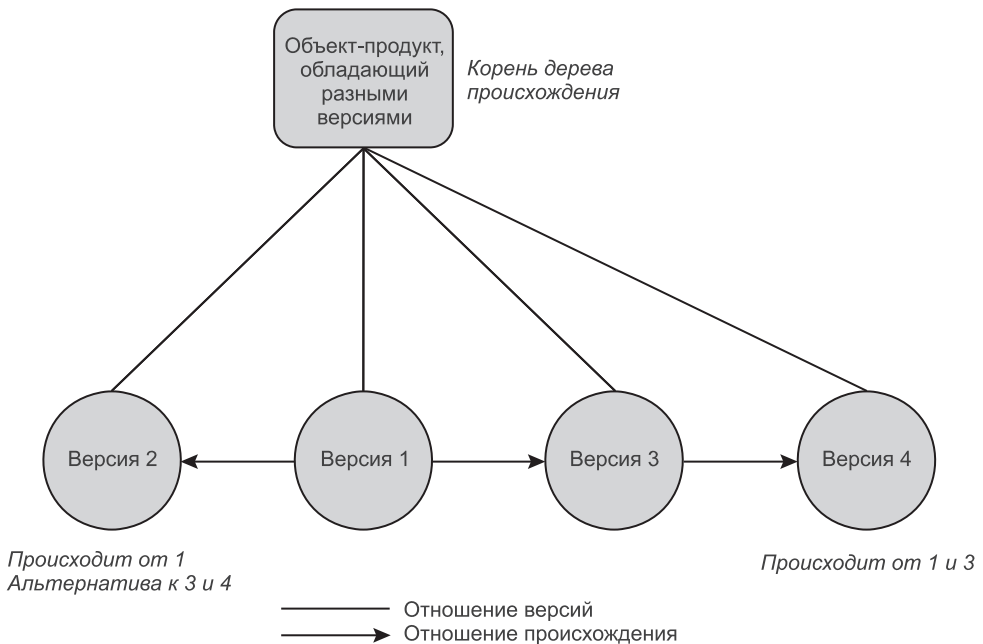 Объект-продукт,
обладающий
разными
версиями
Корень дерева
происхождения
Версия 2
Версия 1
Версия 3
Версия 4
Происходит от 1
Альтернатива к 3 и 4
Происходит от 1 и 3
Отношение версий
Отношение происхождения